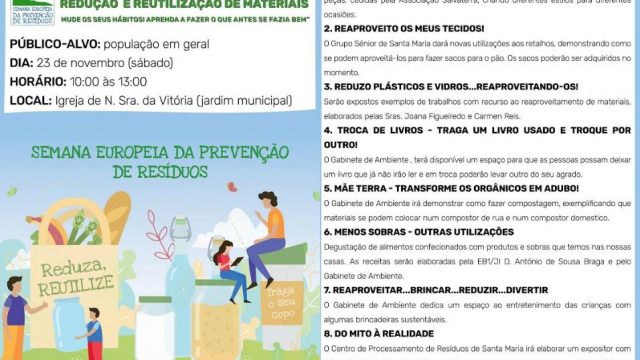 REDUÇÃO E REUTILIZAÇÃO DE MATERIAIS
MUDE OS SEUS HÁBITOS! APRENDA A FAZER O QUE ANTES SE FAZIA BEM"
SEMANA EUROPEIA
DA PREVENÇÃO
DE RESÍDUOS
PÚBLICO-ALVO: população em geral
DIA: 23 de novembro (sábado)
HORÁRIO: 10:00 às 13:00
LOCAL: Igreja de N. Sra. da Vitória (jardim municipal)
SEMANA EUROPEIA DA PREVENÇÃO
DE RESÍDUOS
Reduza,
REUTILIZE
Traga
o Seu
Copo
peças, cedidas pela Associação Salvaterra, criando diferentes estilos para diferentes
ocasiões.
2. REAPROVEITO OS MEUS TECIDOS!
O Grupo Sénior de Santa Maria dará novas utilizações aos retalhos, demonstrando como
se podem aproveitá-los para fazer sacos para o pão. Os sacos poderão ser adquiridos no
momento.
3. REDUZO PLÁSTICOS E VIDROS...REAPROVEITANDO-OS!
Serão expostos exemplos de trabalhos com recurso ao reaproveitamento de materiais,
elaborados pelas Sras. Joana Figueiredo e Carmen Reis.
4. TROCA DE LIVROS - TRAGA UM LIVRO USADO E TROQUE POR
OUTRO!
O Gabinete de Ambiente , terá disponível um espaço para que as pessoas possam deixar
um livro que já não irão ler e em troca poderão levar outro do seu agrado.
5. MÃE TERRA - TRANSFORME OS ORGÂNICOS EM ADUBO!
O Gabinete de Ambiente irá demonstrar como fazer compostagem, exemplificando que
materiais se podem colocar num compostor de rua e num compostor domestico.
6. MENOS SOBRAS - OUTRAS UTILIZAÇÕES
Degustação de alimentos confecionados com produtos e sobras que temos nas nossas
casas. As receitas serão elaboradas pela EB1/JI D. António de Sousa Braga e pelo
Gabinete de Ambiente.
7. REAPROVEITAR...BRINCAR...REDUZIR...DIVERTIR
O Gabinete de Ambiente dedica um espaço ao entretenimento das crianças com
algumas brincadeiras sustentáveis.
8. DO MITO À REALIDADE
O Centro de Processamento de Resíduos de Santa Maria irá elaborar um expositor com